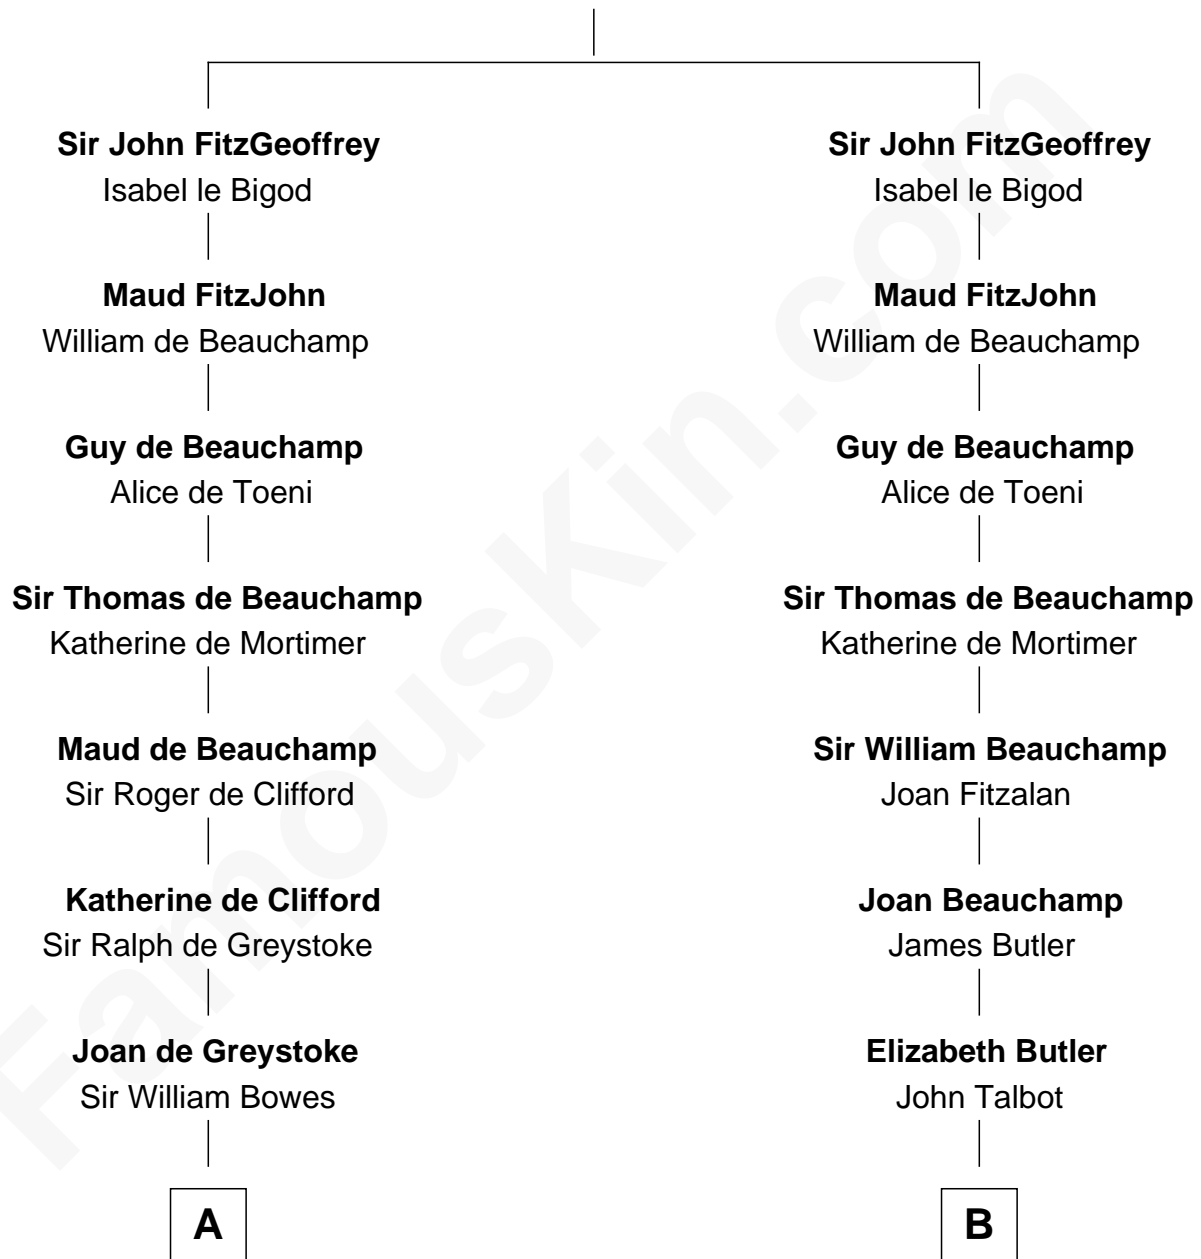 Sir John FitzGeoffrey
Isabel le Bigod
Maud FitzJohn
William de Beauchamp
Guy de Beauchamp
Alice de Toeni
Sir Thomas de Beauchamp
Katherine de Mortimer
Maud de Beauchamp
Sir Roger de Clifford
Katherine de Clifford
Sir Ralph de Greystoke
Joan de Greystoke
Sir William Bowes
A
Sir John FitzGeoffrey
Isabel le Bigod
Maud FitzJohn
William de Beauchamp
Guy de Beauchamp
Alice de Toeni
Sir Thomas de Beauchamp
Katherine de Mortimer
Sir William Beauchamp
Joan Fitzalan
Joan Beauchamp
James Butler
Elizabeth Butler
John Talbot
B
FamousKin.com